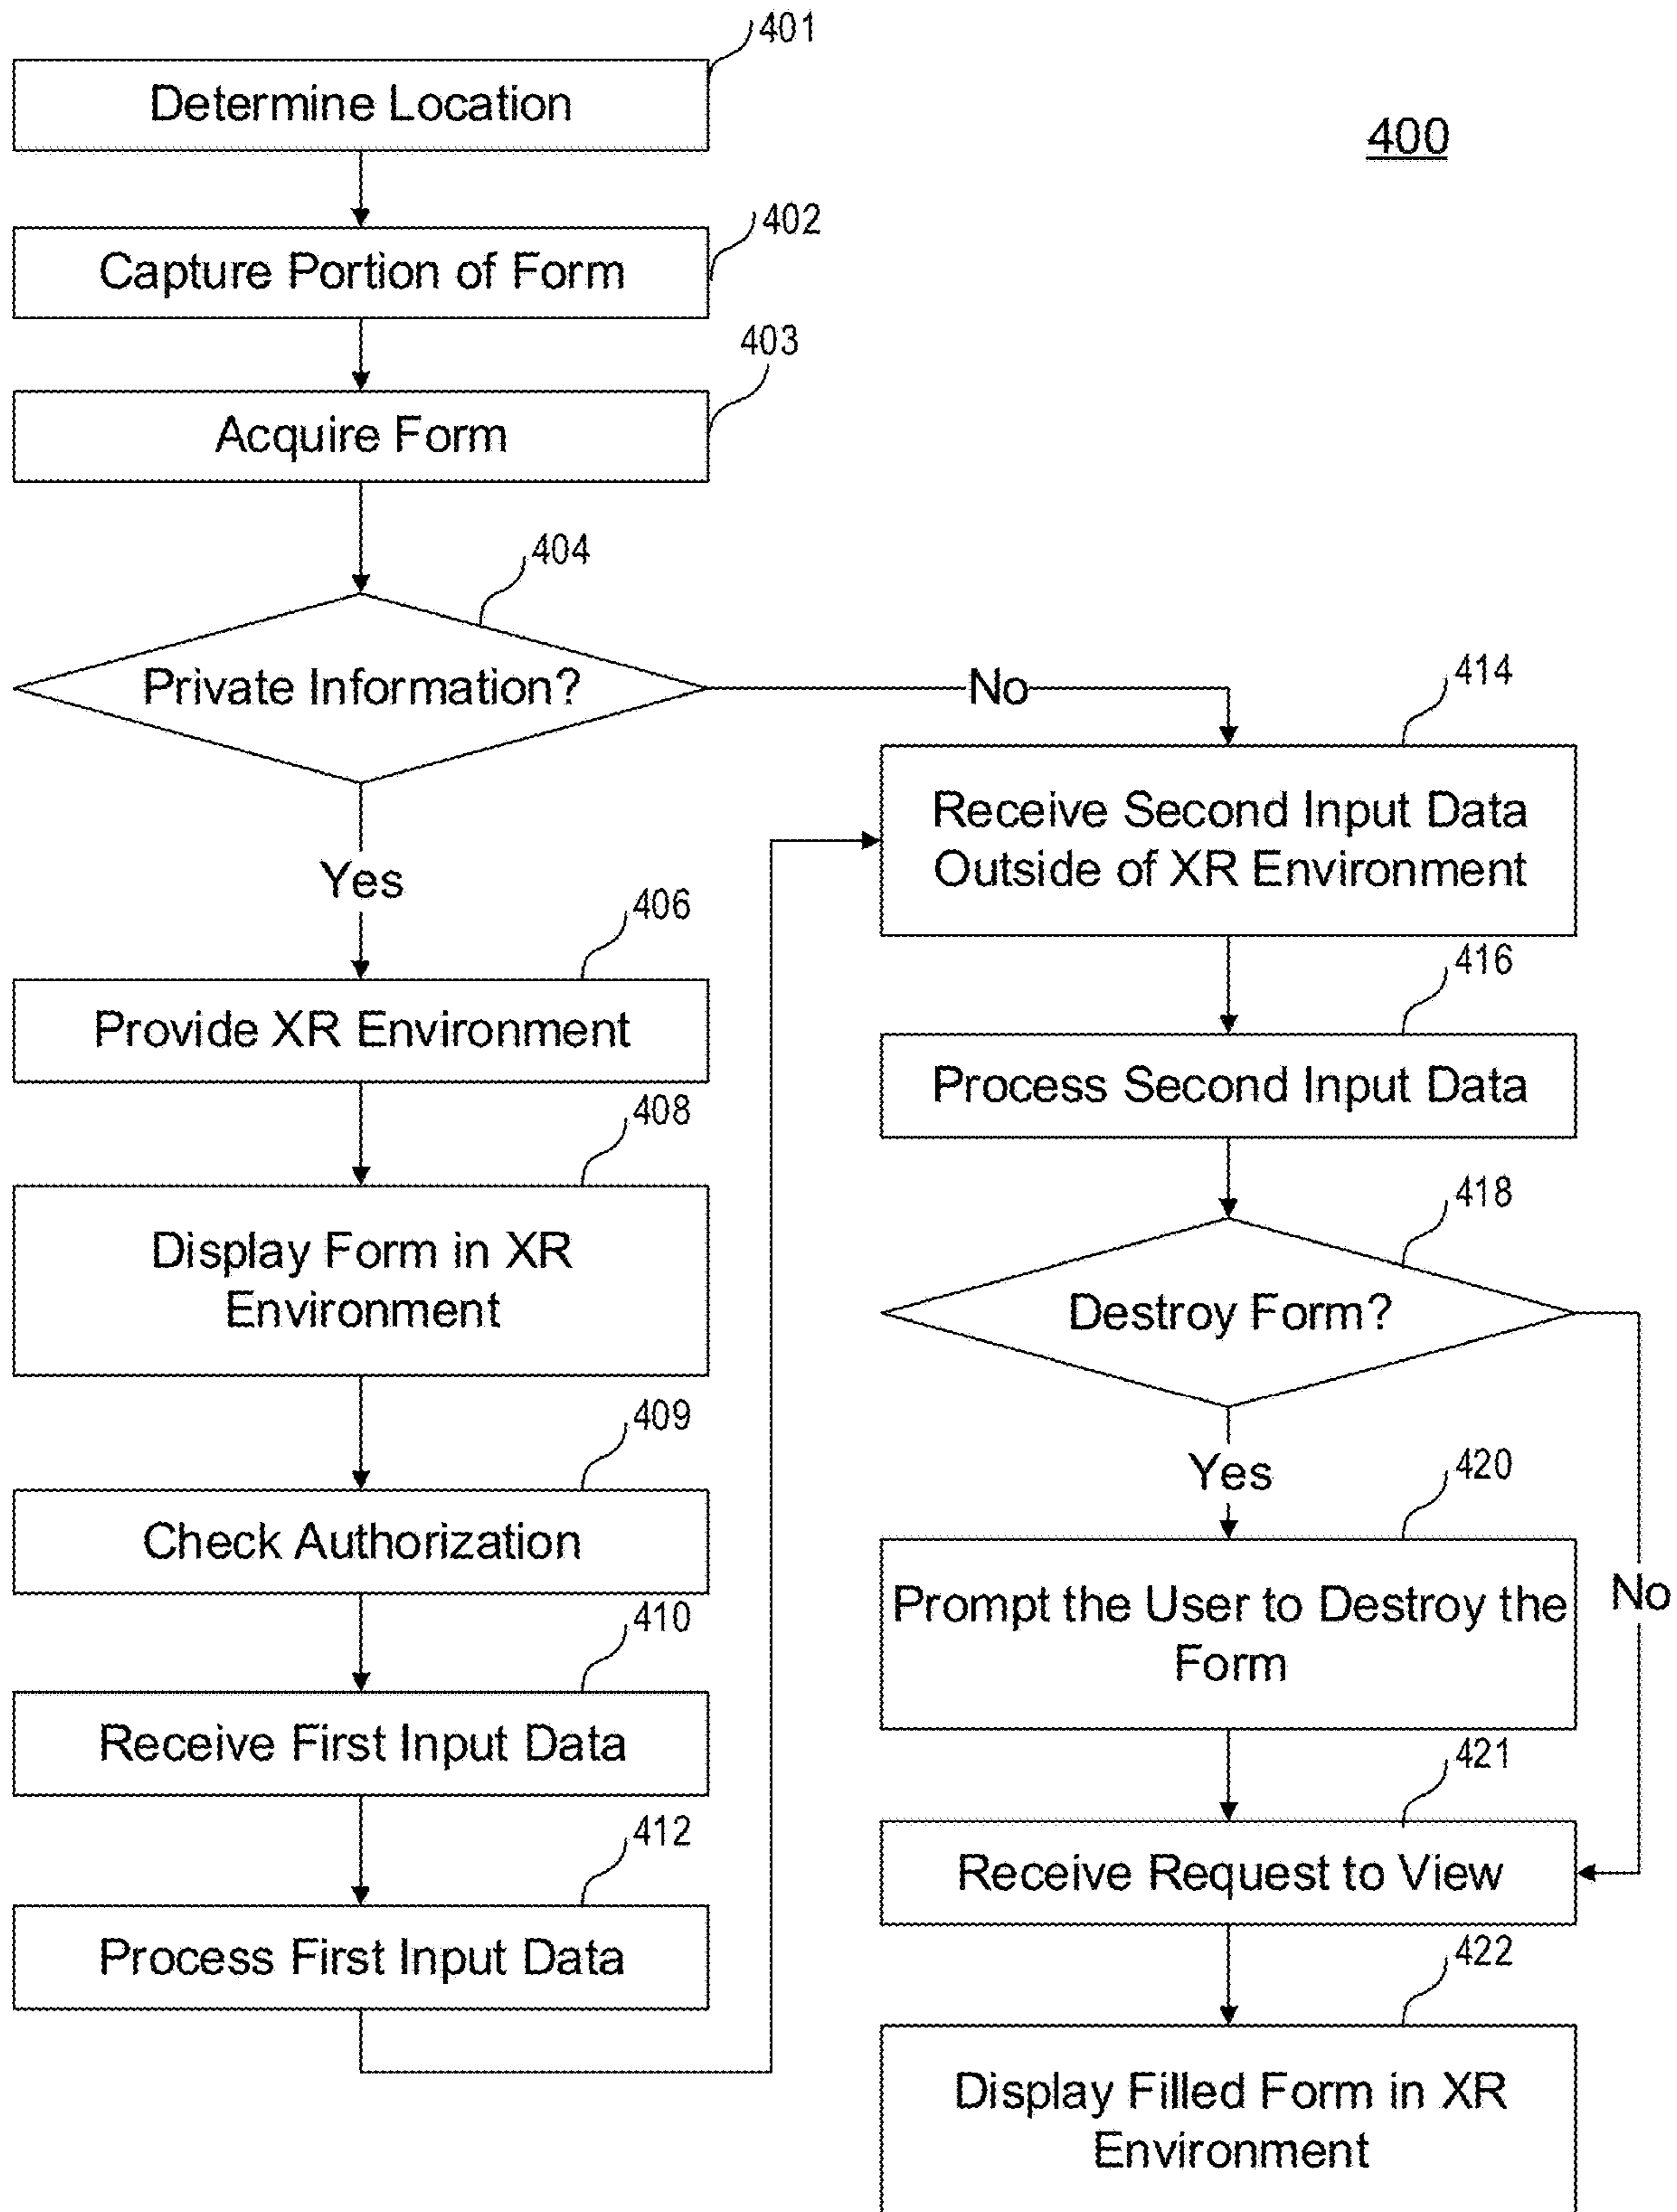 401
Determine Location
400
402
Capture Portion of Form
403
Acquire Form
404
Private Information?
No
Yes
406
Provide XR Environment
408
Display Form in XR
Environment
409
Check Authorization
410
Receive First Input Data
412
Process First Input Data
414
Receive Second Input Data
Outside of XR Environment
416
Process Second Input Data
418
Destroy Form?
Yes
No
420
Prompt the User to Destroy the
Form
421
Receive Request to View
422
Display Filled Form in XR
Environment